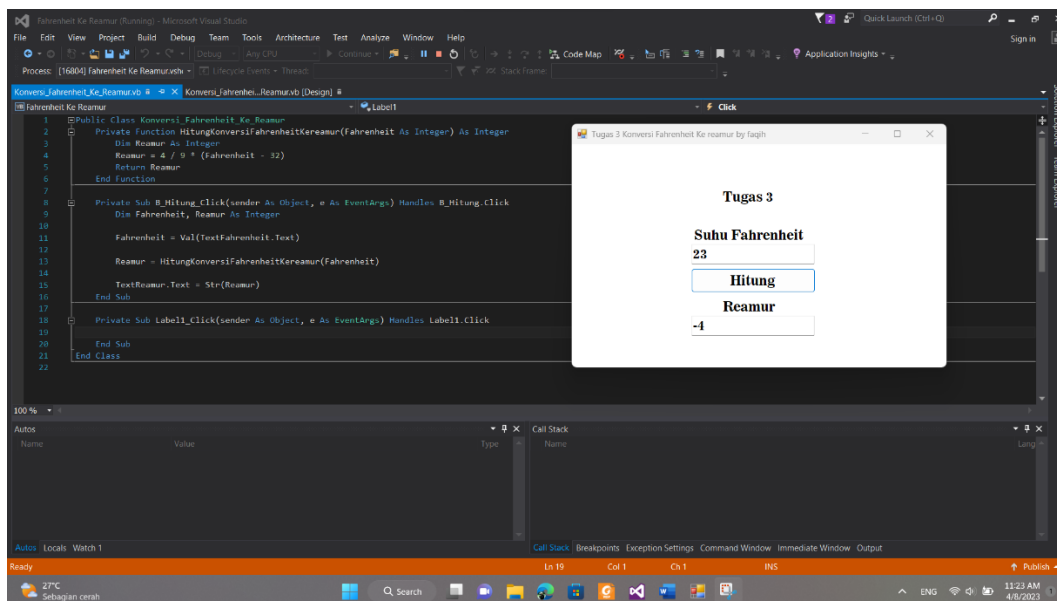 Fahrenheit Ke Reamur (Running) - Microsoft Visual Studio
2 Quick Launch (Ctrl+Q)
File Edit View Project Build Debug Team Tools Architecture Test Analyze Window Help Sign in
Debug Any CPU Continue Code Map Application Insights
Process: [16804] Fahrenheit Ke Reamur.vsh Lifecycle Events Thread: Stack Frame:
Konversi_Fahrenheit_Ke_Reamur.vb Konversi_Fahrenhei...Reamur.vb [Design]
Fahrenheit Ke Reamur Label1 Click
1 Public Class Konversi_Fahrenheit_Ke_Reamur
2 Private Function HitungKonversiFahrenheitKereamur(Fahrenheit As Integer) As Integer
3 Dim Reamur As Integer
4 Reamur = 4 / 9 * (Fahrenheit - 32)
5 Return Reamur
6 End Function
7
8 Private Sub B_Hitung_Click(sender As Object, e As EventArgs) Handles B_Hitung.Click
9 Dim Fahrenheit, Reamur As Integer
10
11 Fahrenheit = Val(TextFahrenheit.Text)
12
13 Reamur = HitungKonversiFahrenheitKereamur(Fahrenheit)
14
15 TextReamur.Text = Str(Reamur)
16 End Sub
17
18 Private Sub Label1_Click(sender As Object, e As EventArgs) Handles Label1.Click
19
20 End Sub
21 End Class
22
Tugas 3 Konversi Fahrenheit Ke reamur by faqih
Tugas 3
Suhu Fahrenheit
23
Hitung
Reamur
-4
100 %
Autos
Name Value Type
Call Stack
Name Lang
Autos Locals Watch 1
Call Stack Breakpoints Exception Settings Command Window Immediate Window Output
Ready Ln 19 Col 1 Ch 1 INS Publish
27°C
Sebagian cerah
Search
ENG
11:23 AM
4/8/2023